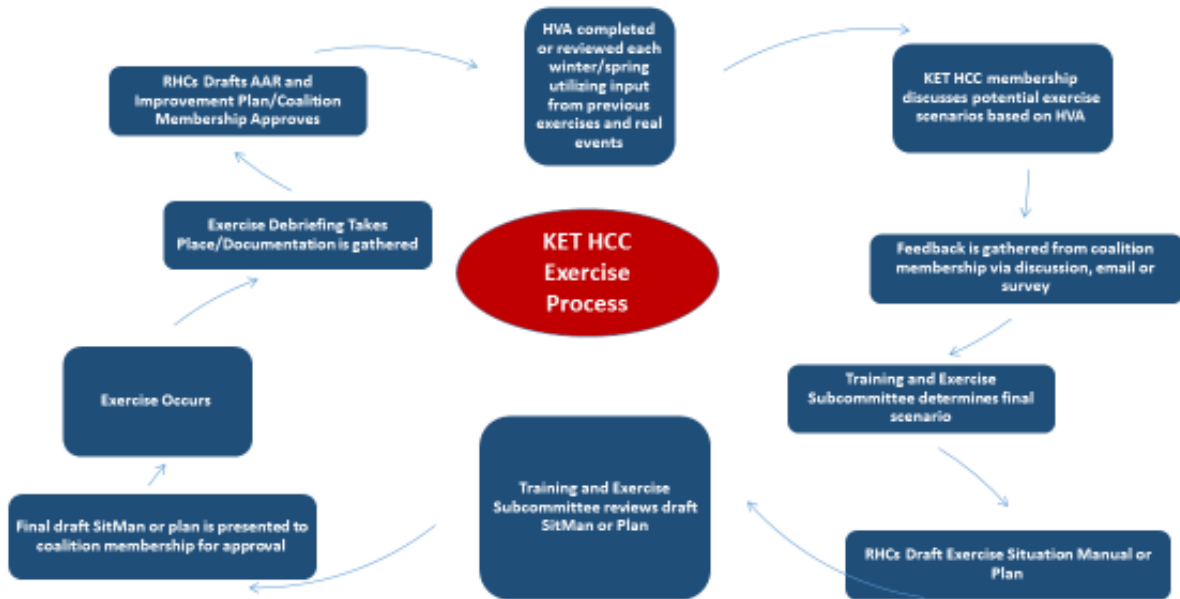 HVA completed
or reviewed each
winter/spring
utilizing input
from previous
exercises and real
events
KET HCC membership
discusses potential exercise
scenarios based on HVA
Feedback is gathered from coalition
membership via discussion, email or
survey
Training and Exercise
Subcommittee determines final
scenario
RHCs Draft Exercise Situation Manual or
Plan
Training and Exercise
Subcommittee reviews draft
SitMan or Plan
Final draft SitMan or plan is presented to
coalition membership for approval
Exercise Occurs
Exercise Debriefing Takes
Place/Documentation is gathered
RHCs Drafts AAR and
Improvement Plan/Coalition
Membership Approves
KET HCC
Exercise
Process